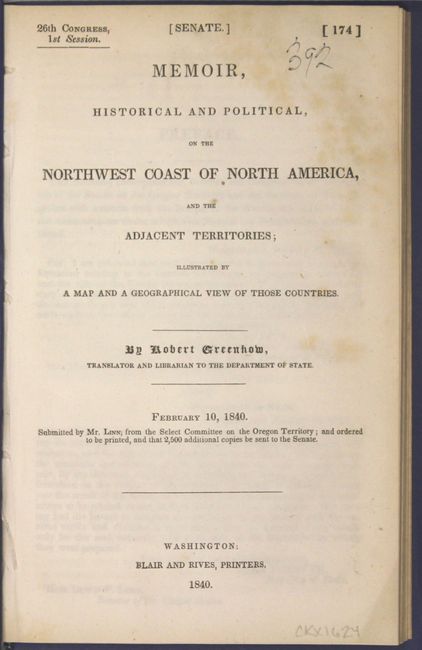 26th Congress, [SENATE.] [ 174 ]
1st Session.
392
MEMOIR,
HISTORICAL AND POLITICAL,
ON THE
NORTHWEST COAST OF NORTH AMERICA,
AND THE
ADJACENT TERRITORIES;
ILLUSTRATED BY
A MAP AND A GEOGRAPHICAL VIEW OF THOSE COUNTRIES.
By Robert Greenhow,
TRANSLATOR AND LIBRARIAN TO THE DEPARTMENT OF STATE.
February 10, 1840.
Submitted by Mr. Linn, from the Select Committee on the Oregon Territory; and ordered
to be printed, and that 2,500 additional copies be sent to the Senate.
WASHINGTON:
BLAIR AND RIVES, PRINTERS.
1840.
CKX1624